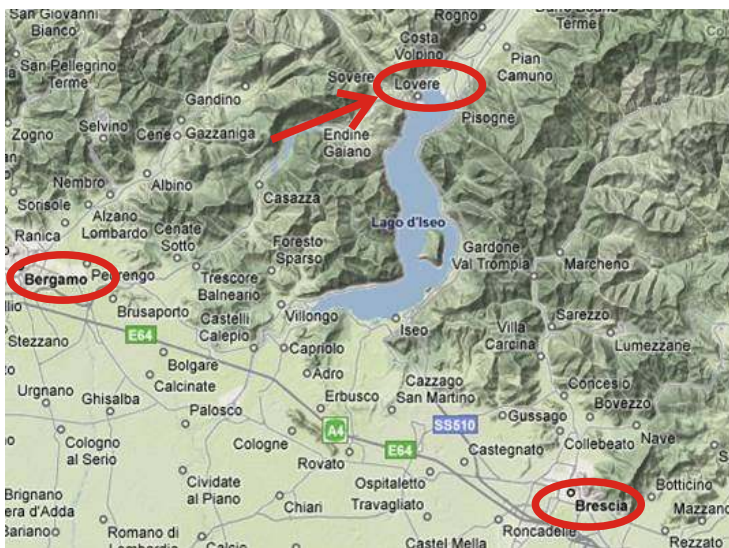 San Giovanni
Bianco
Rogno
Terme
Costa
Volpino
Pian
Camuno
San Pellegrino
Terme
Sovere
Lovere
Gandino
Pisogne
Zogno
Selvino
Cene
Gazzaniga
Endine
Gaiano
Nembro
Albino
Casazza
Sorisole
Alzano
Lombardo
Ranica
Cenate
Sotto
Lago d'Iseo
Foresto
Sparso
Gardone
Val Trompia
Marcheno
Bergamo
Pedrengo
Trescore
Balneario
Brusaporto
Villongo
Iseo
Sarezzo
Castelli
Calepio
Villa
Carcina
Lumezzane
E64
Stezzano
Capriolo
Bolgare
Adro
Calcinate
Cazzago
San Martino
Concesio
Urgnano
Ghisalba
Erbusco
Bovezzo
Palosco
Gussago
A4
SS510
Cologne
E64
Collebeato
Nave
Cologno
al Serio
Castegnato
Rovato
Cividate
al Piano
Ospitaletto
Botticino
Brignano
Chiari
Travagliato
Brescia
Mazzano
era d'Adda
Bariano
Romano di
Roncadelle
Castel Mella
Rezzato